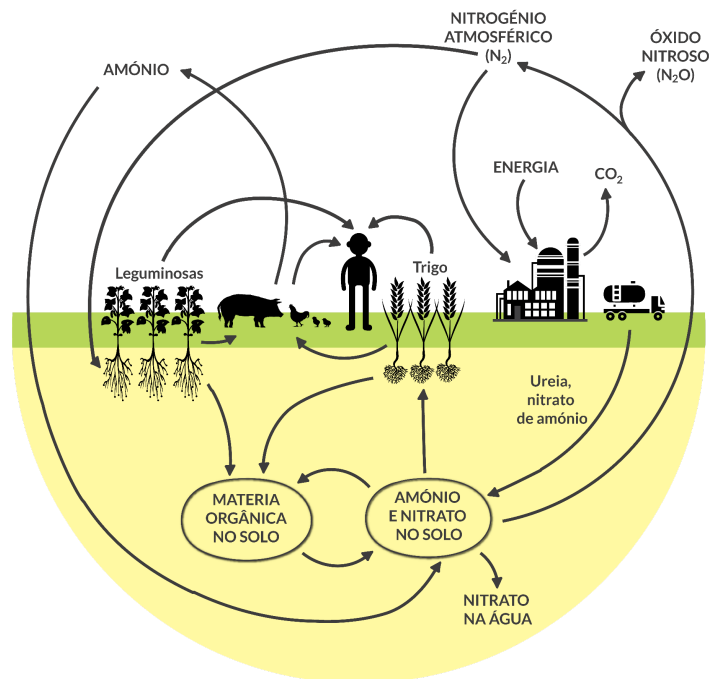 NITROGÉNIO
ATMOSFÉRICO
(N₂)
ÓXIDO
NITROSO
(N₂O)
AMÓNIO
ENERGIA
CO₂
Leguminosas
Trigo
Ureia,
nitrato
de amónio
MATERIA
ORGÂNICA
NO SOLO
AMÓNIO
E NITRATO
NO SOLO
NITRATO
NA ÁGUA